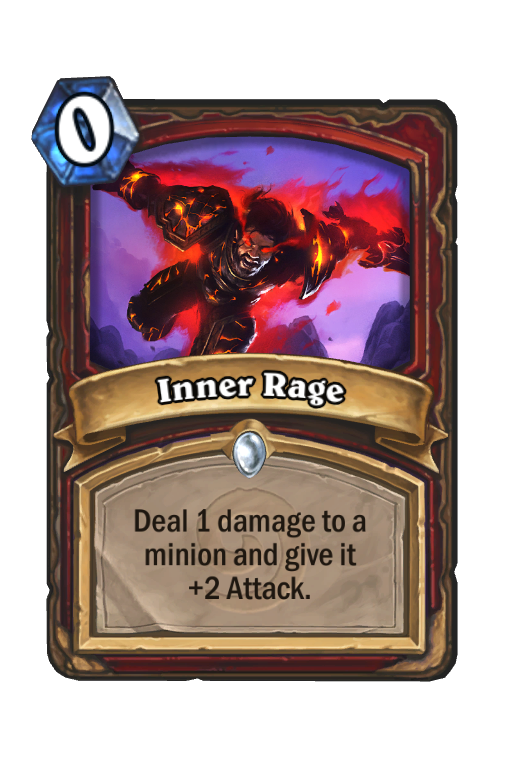 0
Inner Rage
Deal 1 damage to a
minion and give it
+2 Attack.